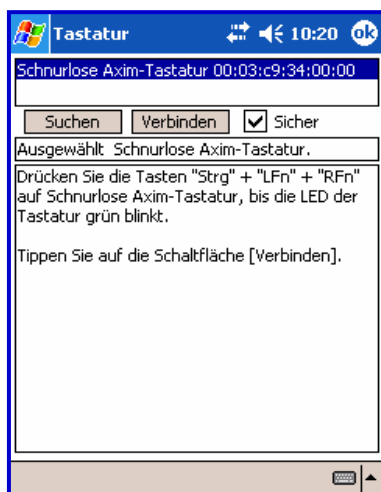 Tastatur 10:20 ok
Schnurlose Axim-Tastatur 00:03:c9:34:00:00
Suchen Verbinden Sicher
Ausgewählt Schnurlose Axim-Tastatur.
Drücken Sie die Tasten "Strg" + "LFn" + "RFn"
auf Schnurlose Axim-Tastatur, bis die LED der
Tastatur grün blinkt.
Tippen Sie auf die Schaltfläche [Verbinden].